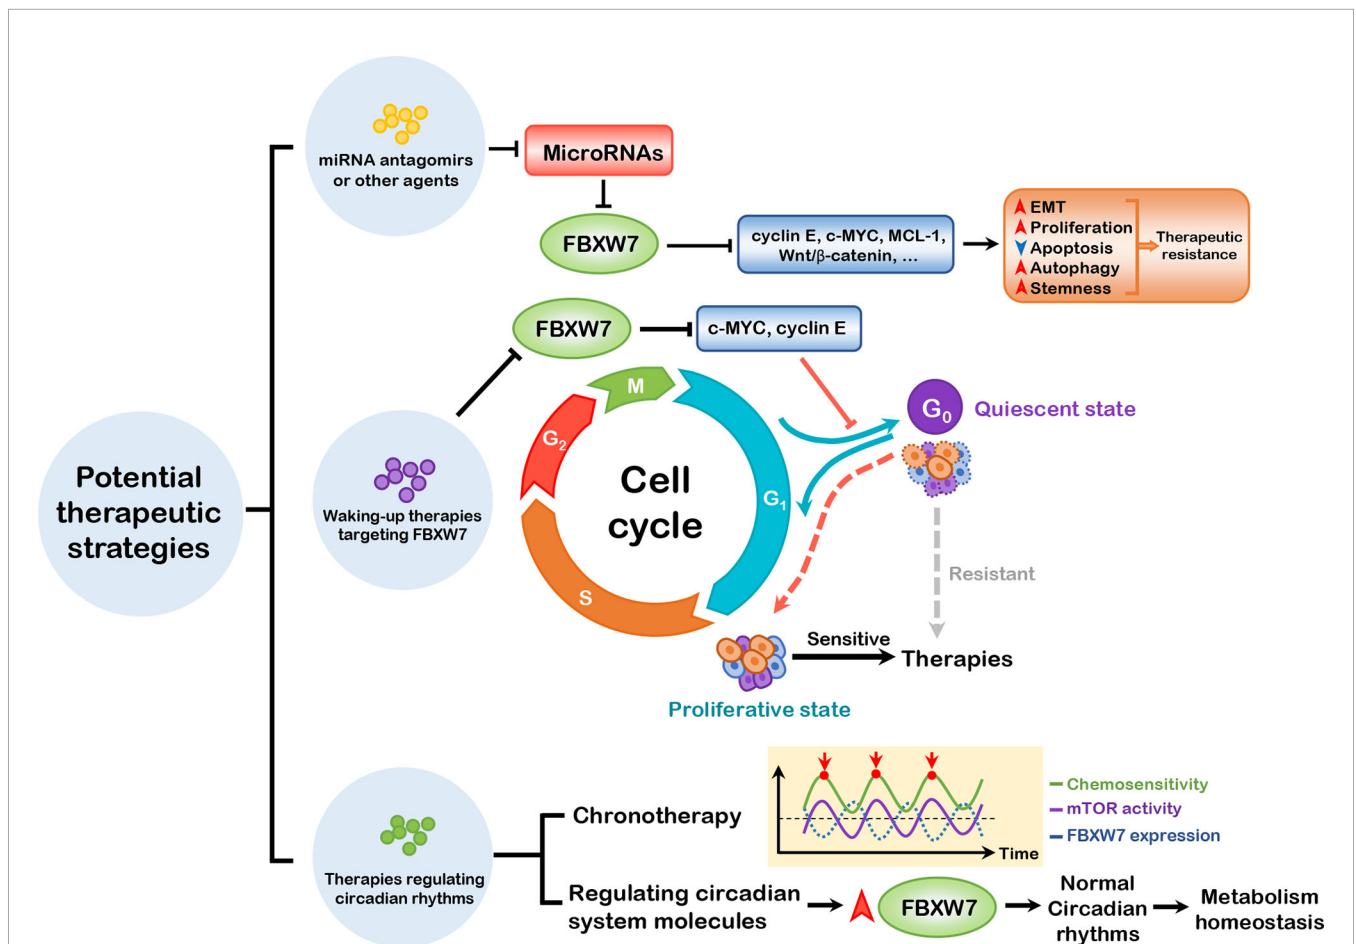 Potential
therapeutic
strategies
miRNA antagomirs
or other agents
MicroRNAs
FBXW7
cyclin E, c-MYC, MCL-1,
Wnt/β-catenin, ...
EMT
Proliferation
Apoptosis
Autophagy
Stemness
Therapeutic
resistance
Waking-up therapies
targeting FBXW7
FBXW7
c-MYC, cyclin E
M
G2
G1
S
Cell
cycle
G0
Quiescent state
Resistant
Sensitive
Therapies
Proliferative state
Therapies regulating
circadian rhythms
Chronotherapy
Time
Chemosensitivity
mTOR activity
FBXW7 expression
Regulating circadian
system molecules
FBXW7
Normal
Circadian
rhythms
Metabolism
homeostasis